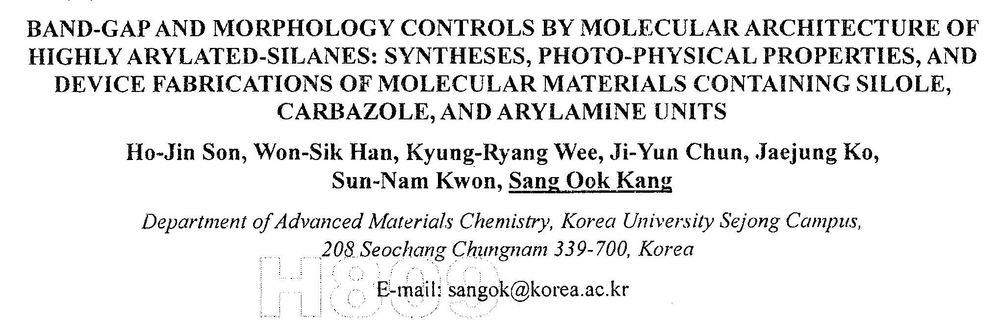 BAND-GAP AND MORPHOLOGY CONTROLS BY MOLECULAR ARCHITECTURE OF
HIGHLY ARYLATED-SILANES: SYNTHESES, PHOTO-PHYSICAL PROPERTIES, AND
DEVICE FABRICATIONS OF MOLECULAR MATERIALS CONTAINING SILOLE,
CARBAZOLE, AND ARYLAMINE UNITS
Ho-Jin Son, Won-Sik Han, Kyung-Ryang Wee, Ji-Yun Chun, Jaejung Ko,
Sun-Nam Kwon, Sang Ook Kang
Department of Advanced Materials Chemistry, Korea University Sejong Campus,
208 Seochang Chungnam 339-700, Korea
H809
E-mail: sangok@korea.ac.kr